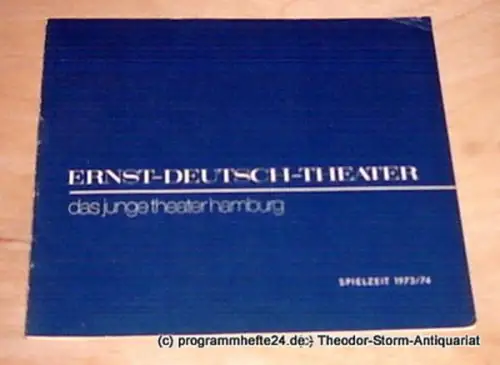 ERNST-DEUTSCH-THEATER
das junge theater hamburg
SPIELZEIT 1973/74
(c) programmhefte24.de > Theodor-Storm-Antiquariat